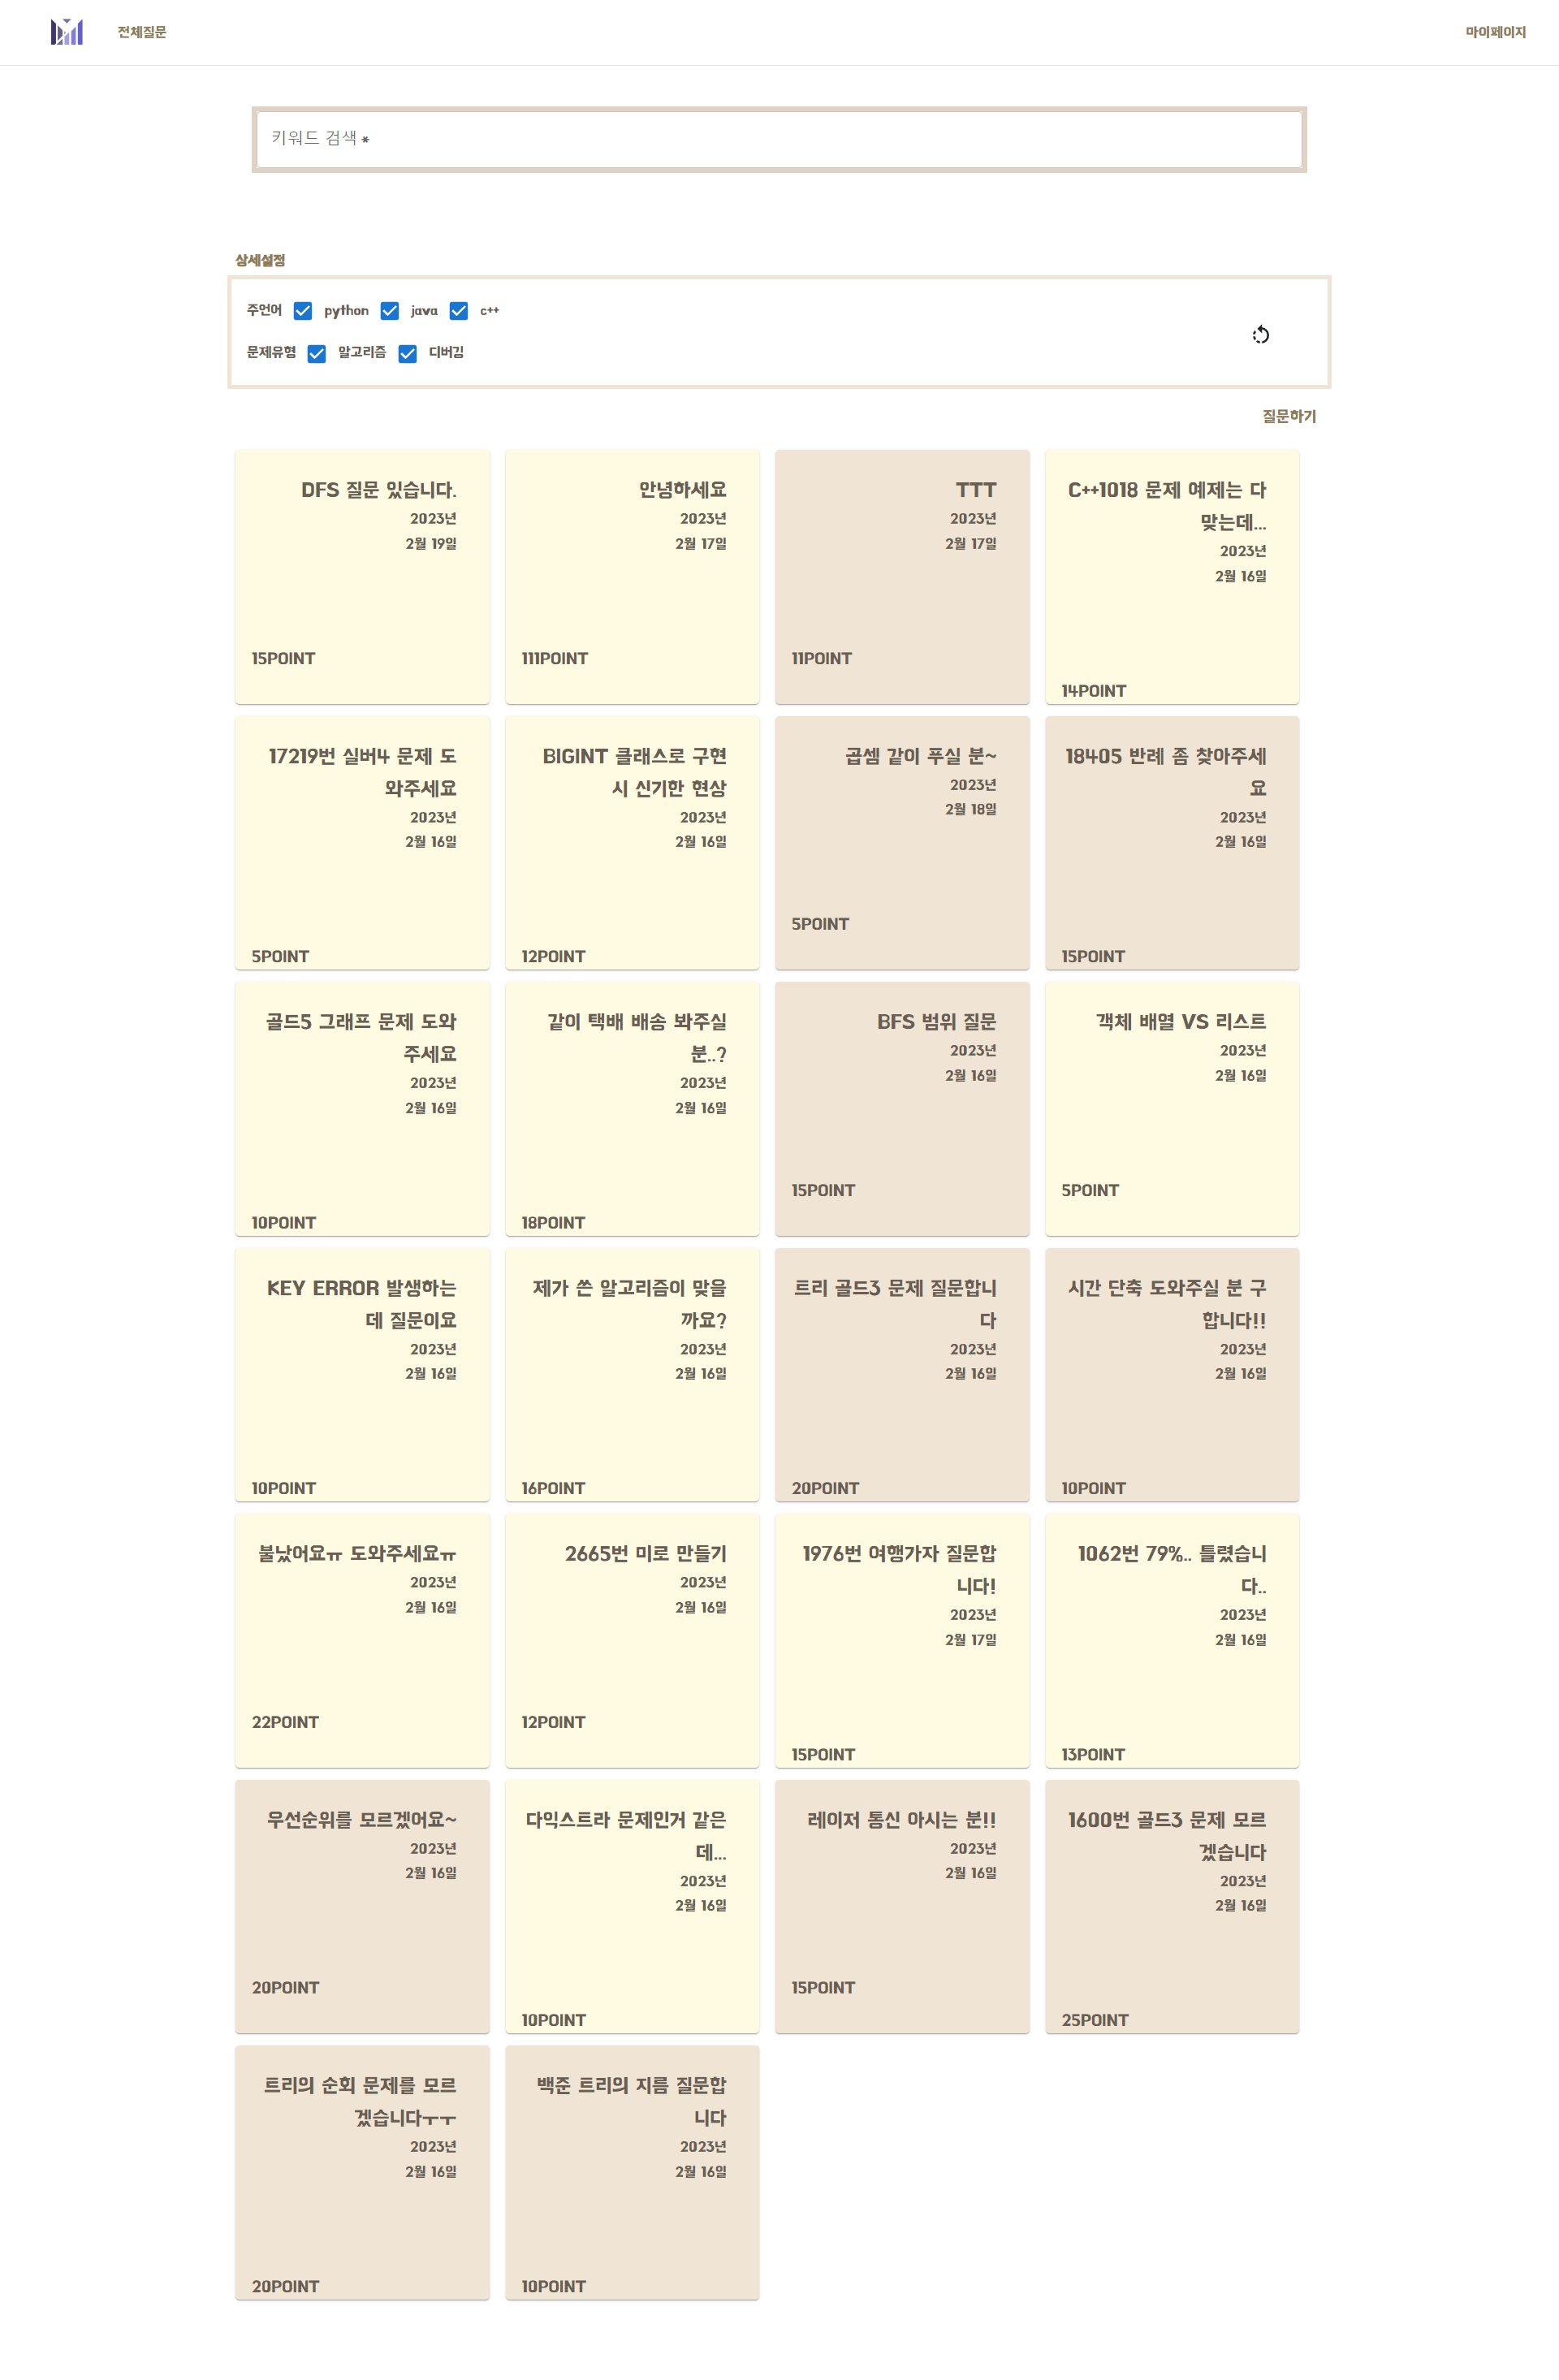 전체질문
마이페이지
키워드 검색 *
상세설정
주언어 python java c++
문제유형 알고리즘 디버깅
질문하기
DFS 질문 있습니다.
2023년
2월 19일
15POINT
안녕하세요
2023년
2월 17일
111POINT
TTT
2023년
2월 17일
11POINT
C++1018 문제 예제는 다
맞는데...
2023년
2월 16일
14POINT
17219번 실버4 문제 도
와주세요
2023년
2월 16일
5POINT
BIGINT 클래스로 구현
시 신기한 현상
2023년
2월 16일
12POINT
곱셈 같이 푸실 분~
2023년
2월 18일
5POINT
18405 반례 좀 찾아주세
요
2023년
2월 16일
15POINT
골드5 그래프 문제 도와
주세요
2023년
2월 16일
10POINT
같이 택배 배송 봐주실
분..?
2023년
2월 16일
18POINT
BFS 범위 질문
2023년
2월 16일
15POINT
객체 배열 VS 리스트
2023년
2월 16일
5POINT
KEY ERROR 발생하는
데 질문이요
2023년
2월 16일
10POINT
제가 쓴 알고리즘이 맞을
까요?
2023년
2월 16일
16POINT
트리 골드3 문제 질문합니
다
2023년
2월 16일
20POINT
시간 단축 도와주실 분 구
합니다!!
2023년
2월 16일
10POINT
불났어요ㅠ 도와주세요ㅠ
2023년
2월 16일
22POINT
2665번 미로 만들기
2023년
2월 16일
12POINT
1976번 여행가자 질문합
니다!
2023년
2월 17일
15POINT
1062번 79%.. 틀렸습니
다..
2023년
2월 16일
13POINT
우선순위를 모르겠어요~
2023년
2월 16일
20POINT
다익스트라 문제인거 같은
데...
2023년
2월 16일
10POINT
레이저 통신 아시는 분!!
2023년
2월 16일
15POINT
1600번 골드3 문제 모르
겠습니다
2023년
2월 16일
25POINT
트리의 순회 문제를 모르
겠습니다ㅜㅜ
2023년
2월 16일
20POINT
백준 트리의 지름 질문합
니다
2023년
2월 16일
10POINT